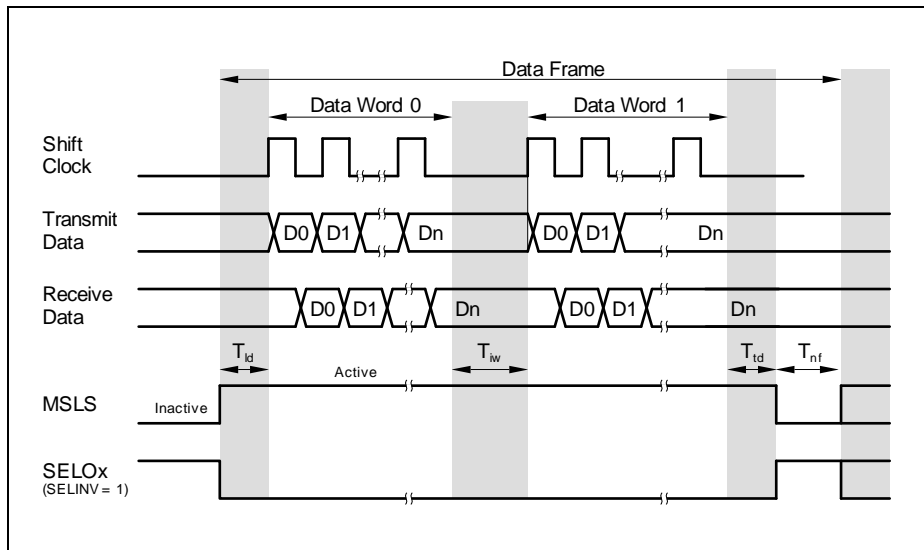 Data Frame
Data Word 0
Data Word 1
Shift
Clock
Transmit
Data
D0
D1
Dn
D0
D1
Dn
Receive
Data
D0
D1
Dn
D0
D1
Dn
Tld
Tiw
Ttd
Tnf
Active
MSLS
Inactive
SELOx
(SELINV = 1)